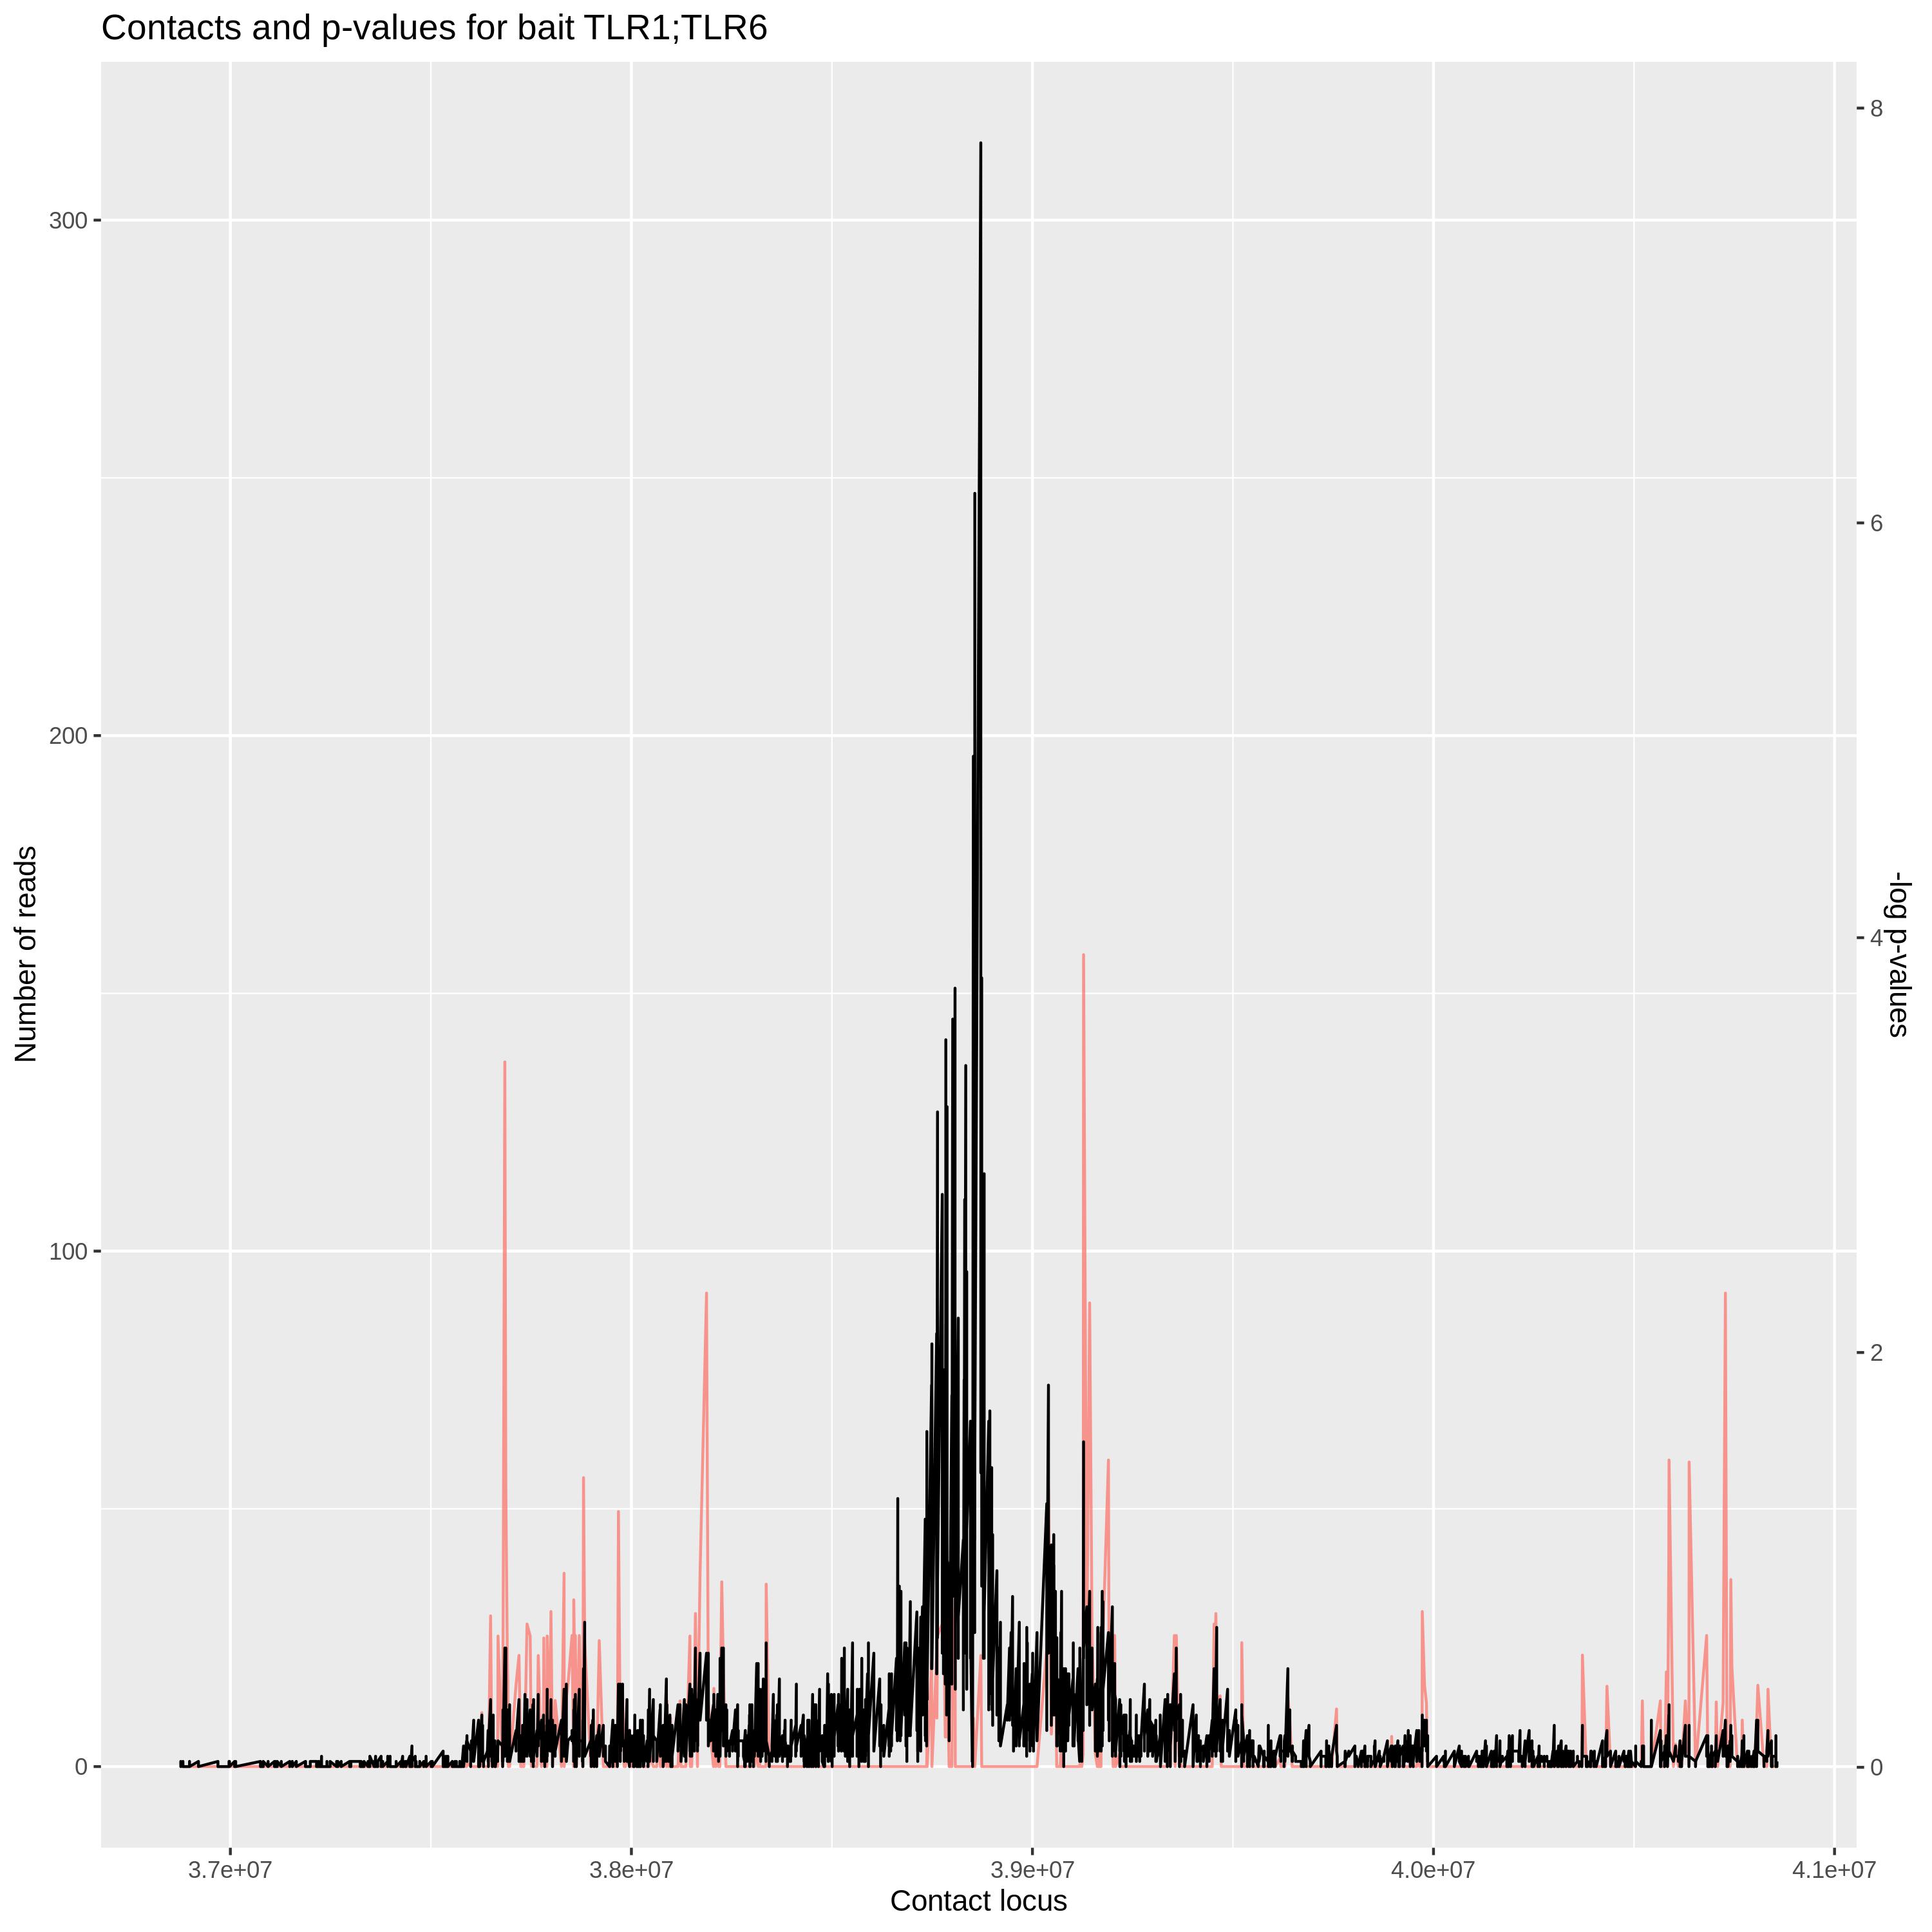 Contacts and p-values for bait TLR1;TLR6
Number of reads
300
200
100
0
8
6
4
2
0
-log p-values
3.7e+07
3.8e+07
3.9e+07
4.0e+07
4.1e+07
Contact locus